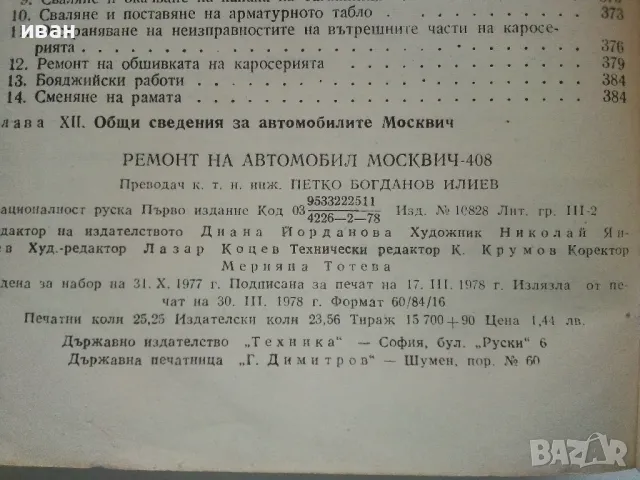 иван
10. Сваляне и поставяне на арматурното табло . . . . . . . . 373
раняване на неизправностите на вътрешните части на каросе-
рията . . . . . . . . . . . . . . . . . . 376
12. Ремонт на обшивката на каросерията . . . . . . . . . 379
13. Бояджийски работи . . . . . . . . . . . . . . . 384
14. Сменяне на рамата . . . . . . . . . . . . . . . 384
лава XII. Общи сведения за автомобилите Москвич
РЕМОНТ НА АВТОМОБИЛ МОСКВИЧ-408
Преводач к. т. н. инж. ПЕТКО БОГДАНОВ ИЛИЕВ
ационалност руска Първо издание Код 03 9533222511
4226—2—78 Изд. № 10828 Лит. гр. III-2
дактор на издателството Диана Йорданова Художник Николай Ян-
ев Худ.-редактор Лазар Коцев Технически редактор К. Крумов Коректор
Мерияна Тотева
дена за набор на 31. X. 1977 г. Подписана за печат на 17. III. 1978 г. Излязла от пе-
чат на 30. III. 1978 г. Формат 60/84/16
Печатни коли 25,25 Издателски коли 23,56 Тираж 15 700+90 Цена 1,44 лв.
Държавно издателство „Техника“ — София, бул. „Руски“ 6
Държавна печатница „Г. Димитров“ — Шумен, пор. № 60
BAZAR